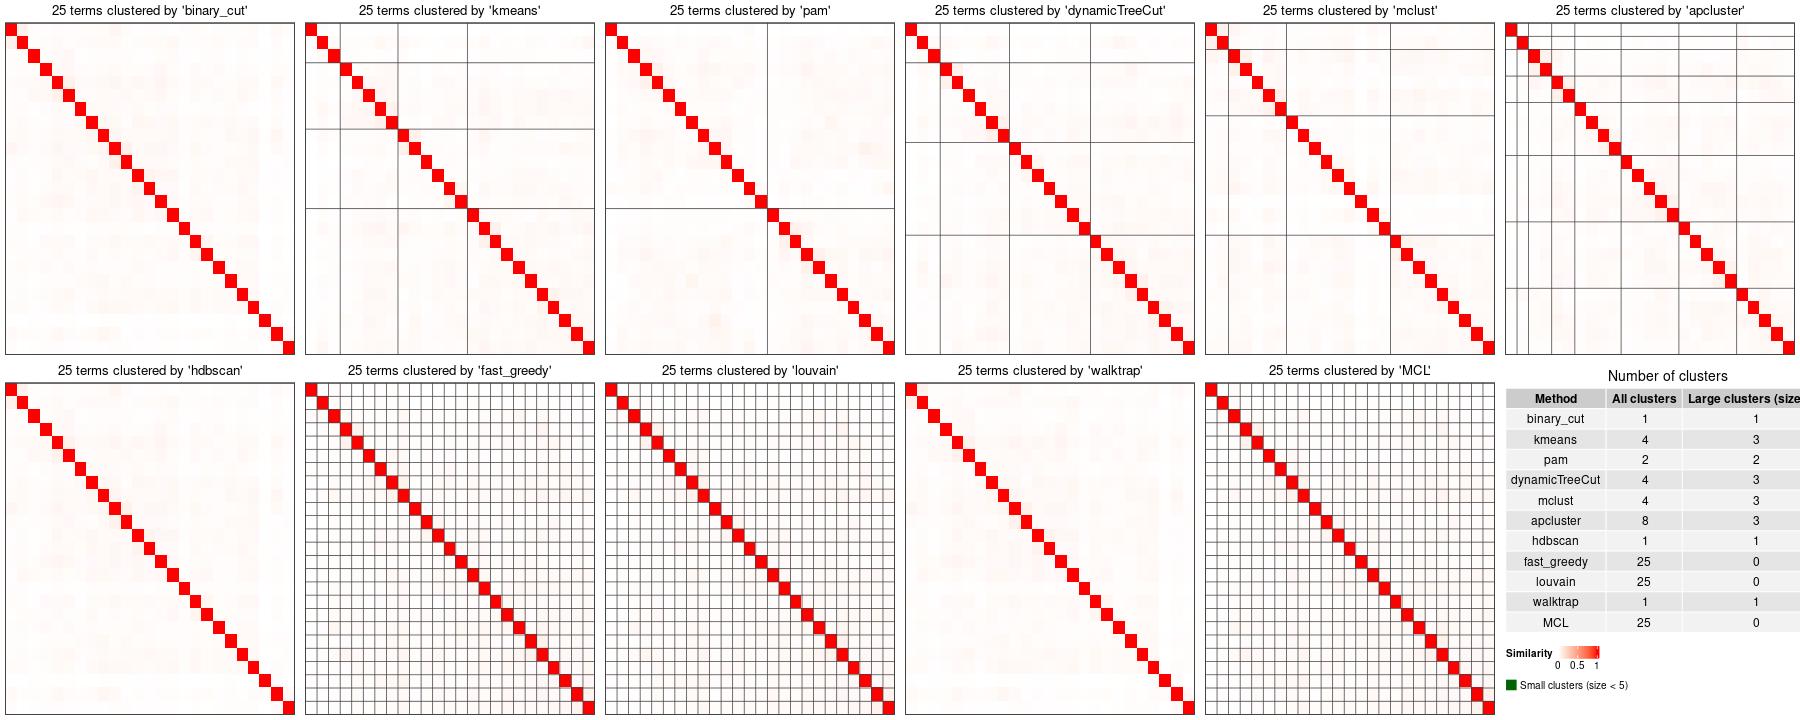 25 terms clustered by 'binary_cut'
25 terms clustered by 'kmeans'
25 terms clustered by 'pam'
25 terms clustered by 'dynamicTreeCut'
25 terms clustered by 'mclust'
25 terms clustered by 'apcluster'
25 terms clustered by 'hdbscan'
25 terms clustered by 'fast_greedy'
25 terms clustered by 'louvain'
25 terms clustered by 'walktrap'
25 terms clustered by 'MCL'
Number of clusters
Method All clusters Large clusters (size
binary_cut 1 1
kmeans 4 3
pam 2 2
dynamicTreeCut 4 3
mclust 4 3
apcluster 8 3
hdbscan 1 1
fast_greedy 25 0
louvain 25 0
walktrap 1 1
MCL 25 0
Similarity
0 0.5 1
Small clusters (size < 5)